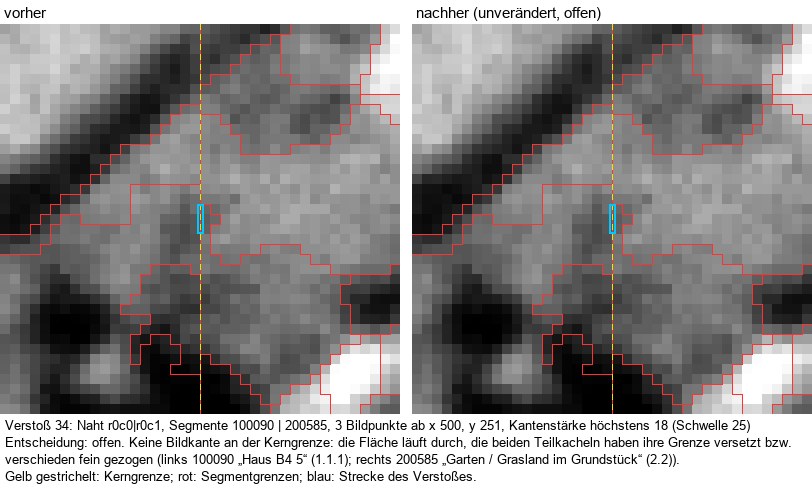 vorher
nachher (unverändert, offen)
Verstoß 34: Naht r0c0|r0c1, Segmente 100090 | 200585, 3 Bildpunkte ab x 500, y 251, Kantenstärke höchstens 18 (Schwelle 25)
Entscheidung: offen. Keine Bildkante an der Kerngrenze: die Fläche läuft durch, die beiden Teilkacheln haben ihre Grenze versetzt bzw.
verschieden fein gezogen (links 100090 „Haus B4 5“ (1.1.1); rechts 200585 „Garten / Grasland im Grundstück“ (2.2)).
Gelb gestrichelt: Kerngrenze; rot: Segmentgrenzen; blau: Strecke des Verstoßes.